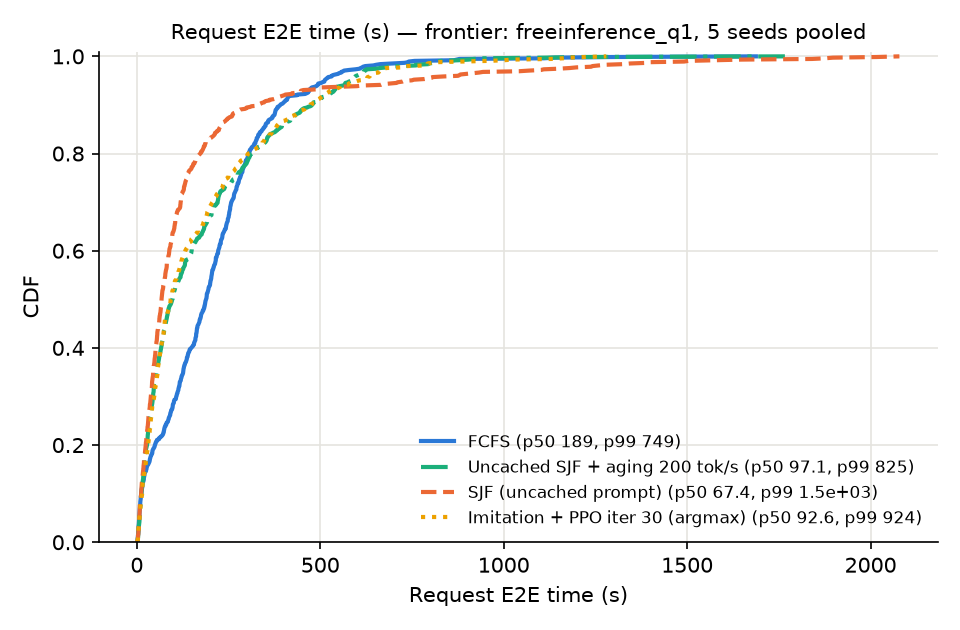 Request E2E time (s) — frontier: freeinference_q1, 5 seeds pooled
1.0
0.8
0.6
0.4
0.2
0.0
CDF
FCFS (p50 189, p99 749)
Uncached SJF + aging 200 tok/s (p50 97.1, p99 825)
SJF (uncached prompt) (p50 67.4, p99 1.5e+03)
Imitation + PPO iter 30 (argmax) (p50 92.6, p99 924)
0
500
1000
1500
2000
Request E2E time (s)